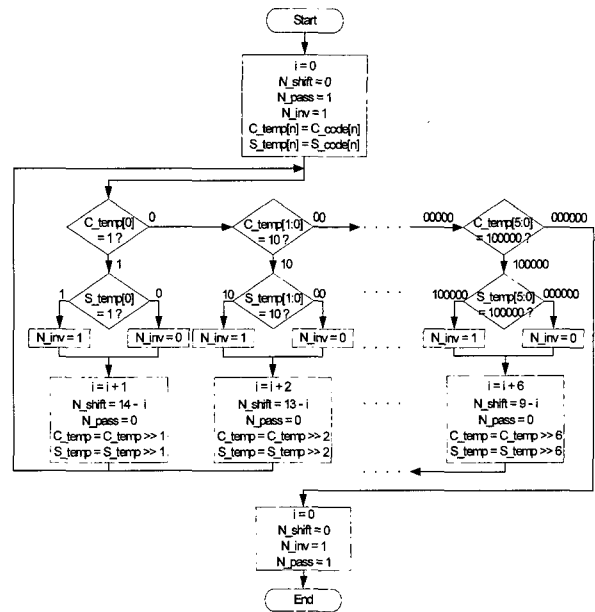 Start
i = 0
N_shift = 0
N_pass = 1
N_inv = 1
C_temp[n] = C_code[n]
S_temp[n] = S_code[n]
C_temp[0]
= 1 ?
0
C_temp[1:0]
= 10 ?
00
. . . . .
00000
C_temp[5:0]
= 100000 ?
000000
1
10
100000
1
S_temp[0]
= 1 ?
0
10
S_temp[1:0]
= 10 ?
00
. . . . .
100000
S_temp[5:0]
= 100000 ?
000000
N_inv = 1
N_inv = 0
N_inv = 1
N_inv = 0
. . . . .
N_inv = 1
N_inv = 0
i = i + 1
N_shift = 14 - i
N_pass = 0
C_temp = C_temp >> 1
S_temp = S_temp >> 1
i = i + 2
N_shift = 13 - i
N_pass = 0
C_temp = C_temp >> 2
S_temp = S_temp >> 2
. . . . .
i = i + 6
N_shift = 9 - i
N_pass = 0
C_temp = C_temp >> 6
S_temp = S_temp >> 6
. . . . .
i = 0
N_shift = 0
N_inv = 1
N_pass = 1
End